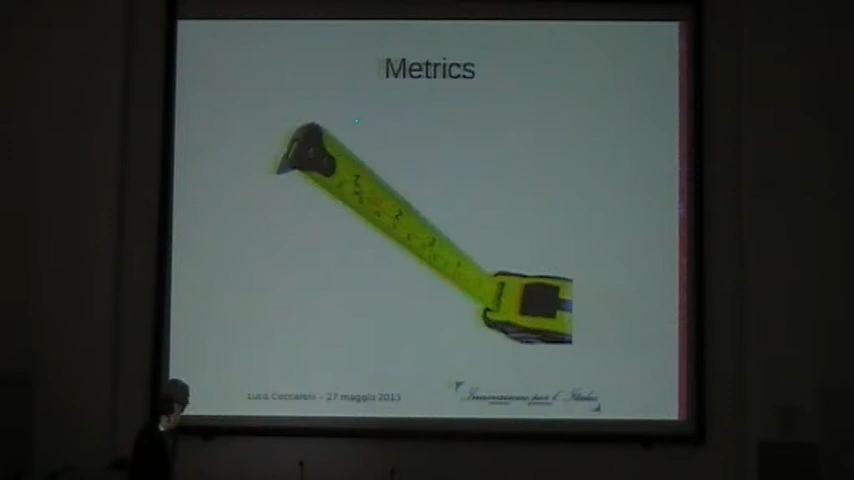 Metrics
Luca Ceccarelli - 27 maggio 2013
Innovazione per l'Italia